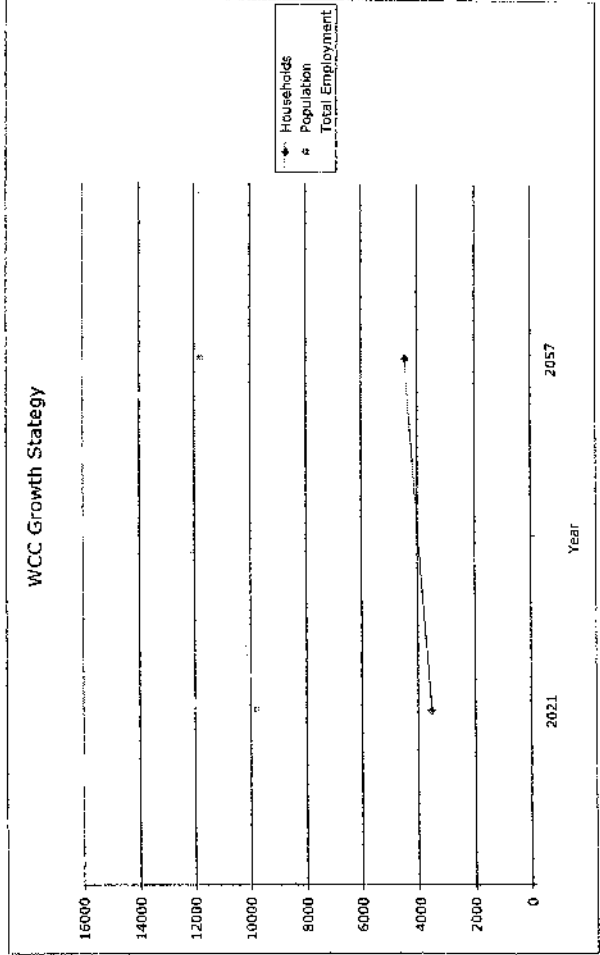 WCC Growth Stategy
16000
14000
12000
10000
8000
6000
4000
2000
0
2021
2057
Year
Households
Population
Total Employment